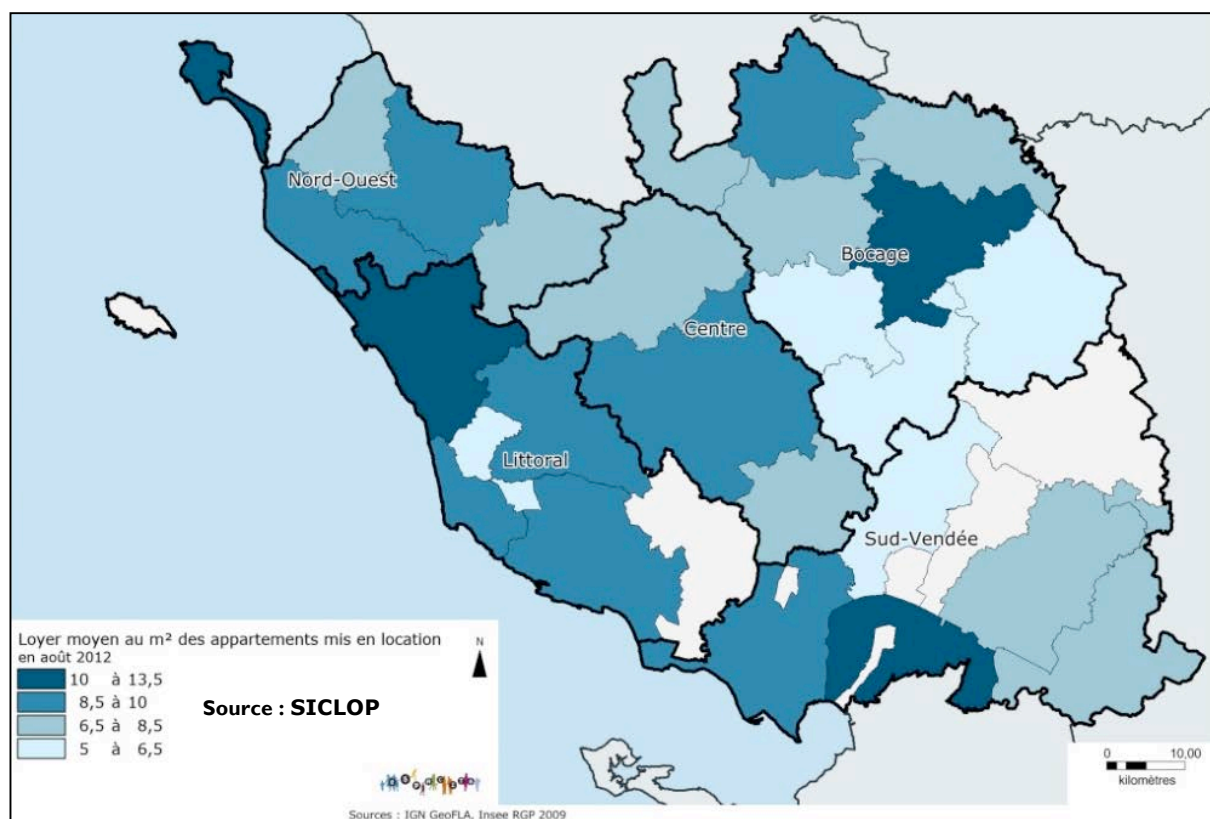 Nord-Ouest
Bocage
Centre
Littoral
Sud-Vendée
Loyer moyen au m² des appartements mis en location
en août 2012
10 à 13,5
8,5 à 10
6,5 à 8,5
5 à 6,5
N
Source : SICLOP
0 10,00
kilomètres
Sources : IGN GeoFLA, Insee RGP 2009